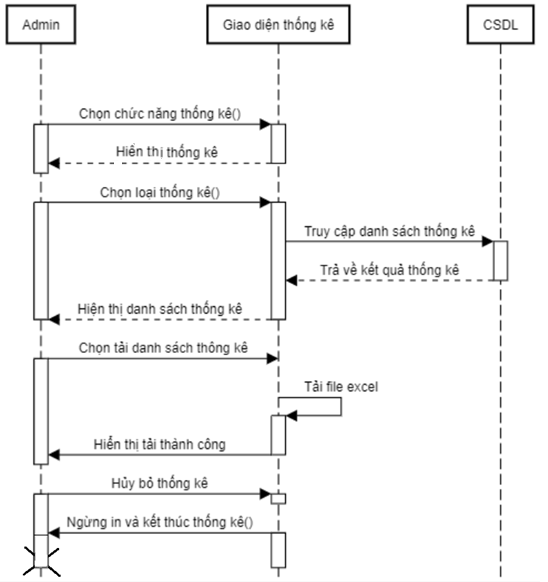 Admin
Giao diện thống kê
CSDL
Chọn chức năng thống kê()
Hiển thị thống kê
Chọn loại thống kê()
Truy cập danh sách thống kê
Trả về kết quả thống kê
Hiện thị danh sách thống kê
Chọn tải danh sách thông kê
Tải file excel
Hiển thị tải thành công
Hủy bỏ thống kê
Ngừng in và kết thúc thống kê()